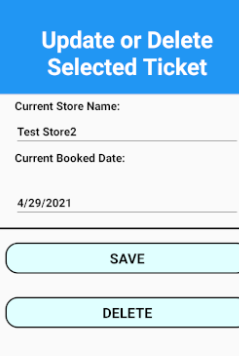 Update or Delete
Selected Ticket
Current Store Name:
Test Store2
Current Booked Date:
4/29/2021
SAVE
DELETE